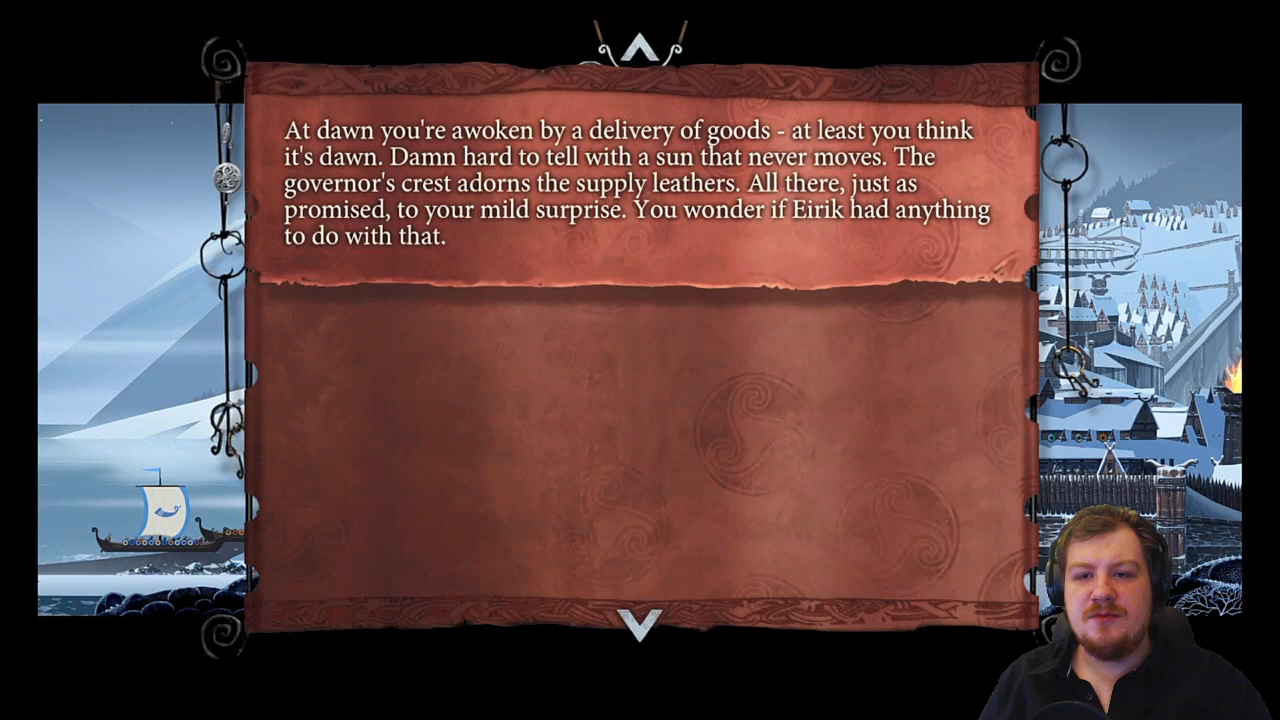 At dawn you're awoken by a delivery of goods - at least you think
it's dawn. Damn hard to tell with a sun that never moves. The
governor's crest adorns the supply leathers. All there, just as
promised, to your mild surprise. You wonder if Eirik had anything
to do with that.